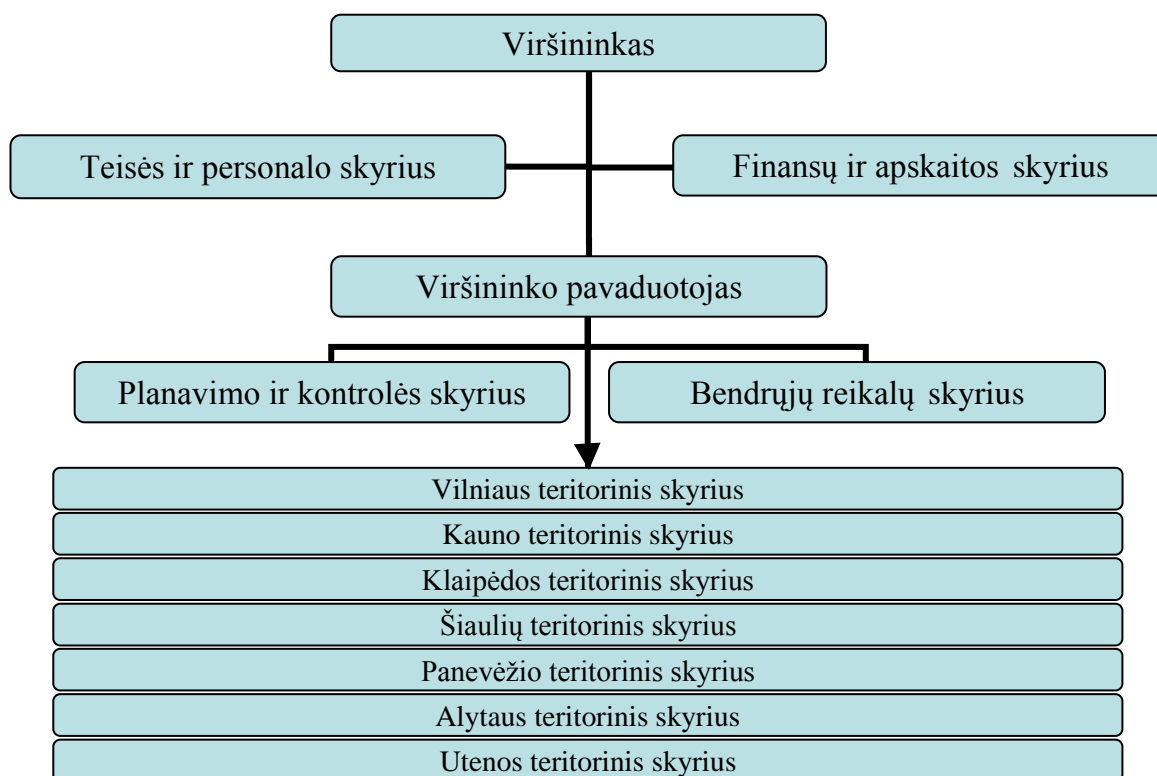 Viršininkas
Teisės ir personalo skyrius
Finansų ir apskaitos skyrius
Viršininko pavaduotojas
Planavimo ir kontrolės skyrius
Bendrųjų reikalų skyrius
Vilniaus teritorinis skyrius
Kauno teritorinis skyrius
Klaipėdos teritorinis skyrius
Šiaulių teritorinis skyrius
Panevėžio teritorinis skyrius
Alytaus teritorinis skyrius
Utenos teritorinis skyrius